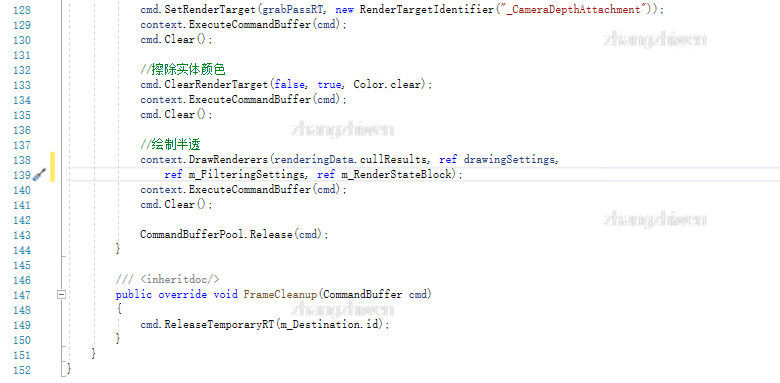 128 cmd.SetRenderTarget(grabPassRT, new RenderTargetIdentifier("_CameraDepthAttachment"));
129 context.ExecuteCommandBuffer(cmd);
130 cmd.Clear();
131
132 //擦除实体颜色
133 cmd.ClearRenderTarget(false, true, Color.clear);
134 context.ExecuteCommandBuffer(cmd);
135 cmd.Clear();
136
137 //绘制半透
138 context.DrawRenderers(renderingData.cullResults, ref drawingSettings,
139 ref m_FilteringSettings, ref m_RenderStateBlock);
140 context.ExecuteCommandBuffer(cmd);
141 cmd.Clear();
142
143 CommandBufferPool.Release(cmd);
144 }
145
146 /// <inheritdoc/>
147 public override void FrameCleanup(CommandBuffer cmd)
148 {
149 cmd.ReleaseTemporaryRT(m_Destination.id);
150 }
151 }
152 }
zhangzhiwen
zhangzhiwen
zhangzhiwen
zhangzhiwen